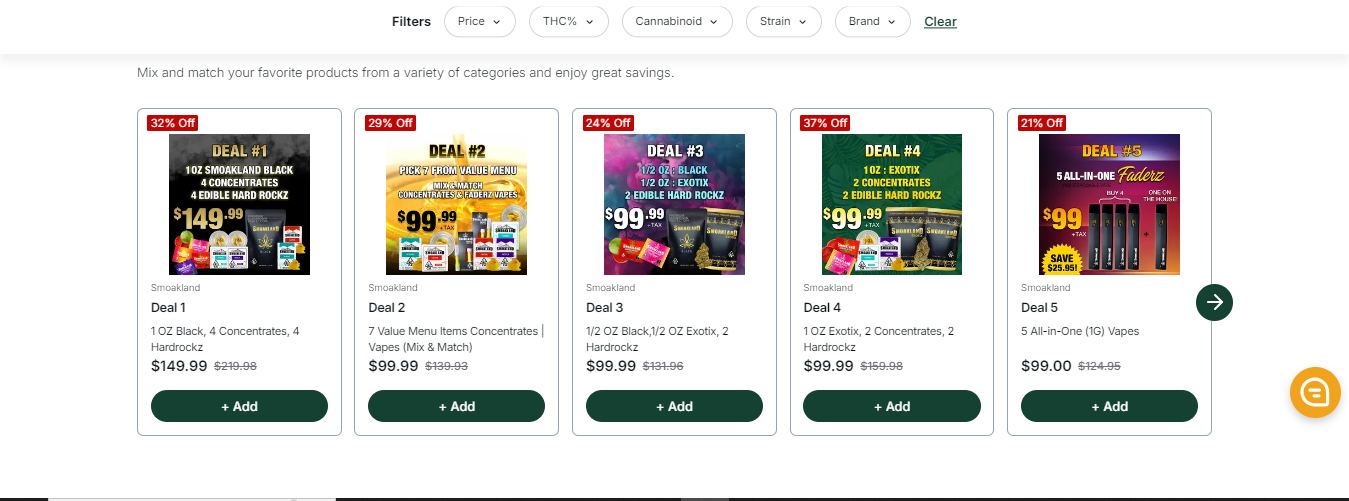 Filters
Price
THC%
Cannabinoid
Strain
Brand
Clear
Mix and match your favorite products from a variety of categories and enjoy great savings.
32% Off
DEAL #1
1 OZ SMOAKLAND BLACK
4 CONCENTRATES
4 EDIBLE HARD ROCKZ
$149.99
SMOAKLAND
Smoakland
Deal 1
1 OZ Black, 4 Concentrates, 4
Hardrockz
$149.99 $219.98
+ Add
29% Off
DEAL #2
PICK 7 FROM VALUE MENU
MIX & MATCH
CONCENTRATES & FADERZ VAPES
$99.99
+TAX
Smoakland
Deal 2
7 Value Menu Items Concentrates |
Vapes (Mix & Match)
$99.99 $139.93
+ Add
24% Off
DEAL #3
1/2 OZ : BLACK
1/2 OZ : EXOTIX
2 EDIBLE HARD ROCKZ
$99.99
+TAX
SMOAKLAND
SMOAKLAND
Smoakland
Deal 3
1/2 OZ Black,1/2 OZ Exotix, 2
Hardrockz
$99.99 $131.96
+ Add
37% Off
DEAL #4
1 OZ : EXOTIX
2 CONCENTRATES
2 EDIBLE HARD ROCKZ
$99.99
+TAX
SMOAKLAND
SMOAKLAND
Smoakland
Deal 4
1 OZ Exotix, 2 Concentrates, 2
Hardrockz
$99.99 $159.98
+ Add
21% Off
DEAL #5
5 ALL-IN-ONE Faderz
BUY 4
ONE ON
THE HOUSE!
$99
+TAX
+
SAVE
$25.95!
Smoakland
Deal 5
5 All-in-One (1G) Vapes
$99.00 $124.95
+ Add